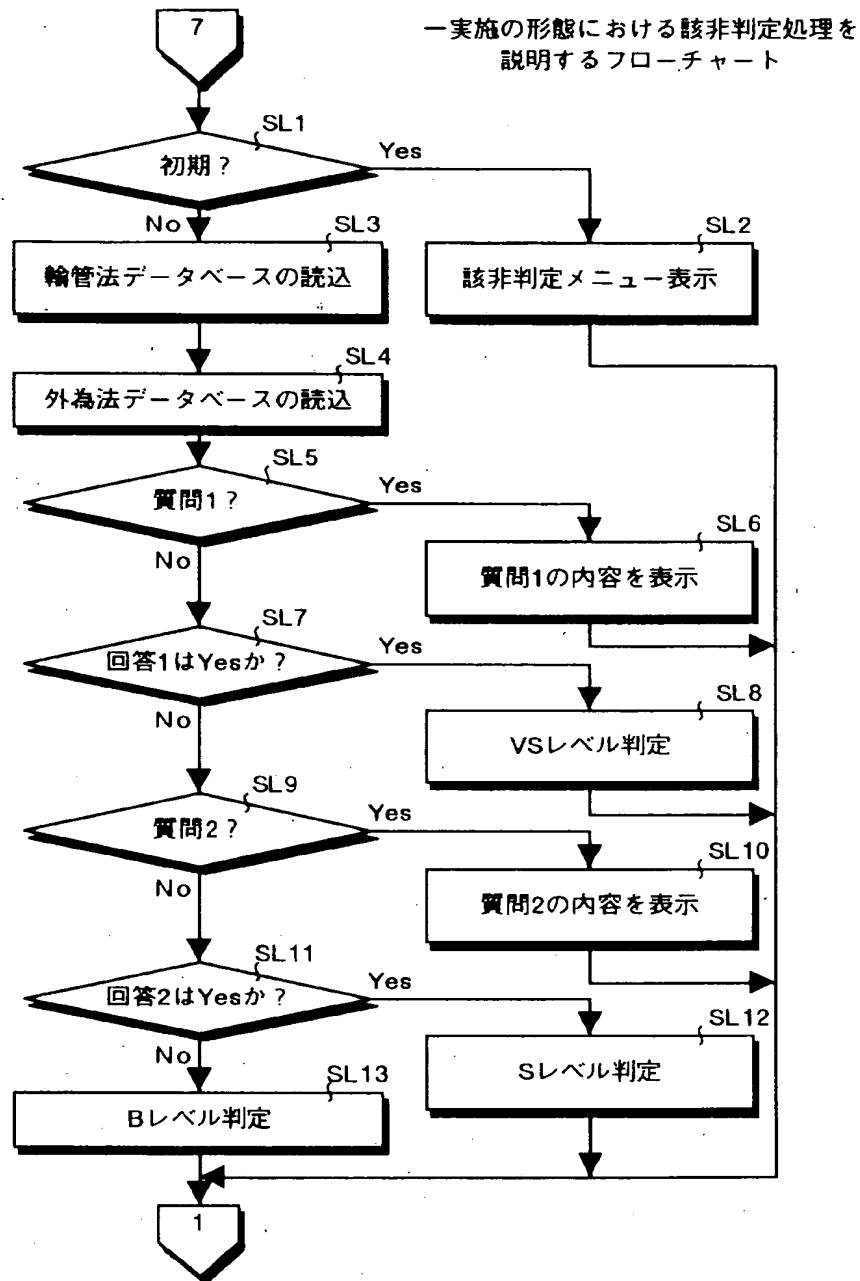 7
一実施の形態における該非判定処理を
説明するフローチャート
SL1
初期？
Yes
No
SL3
輸管法データベースの読込
SL2
該非判定メニュー表示
SL4
外為法データベースの読込
SL5
質問1？
Yes
No
SL6
質問1の内容を表示
SL7
回答1はYesか？
Yes
No
SL8
VSレベル判定
SL9
質問2？
Yes
No
SL10
質問2の内容を表示
SL11
回答2はYesか？
Yes
No
SL12
Sレベル判定
SL13
Bレベル判定
1